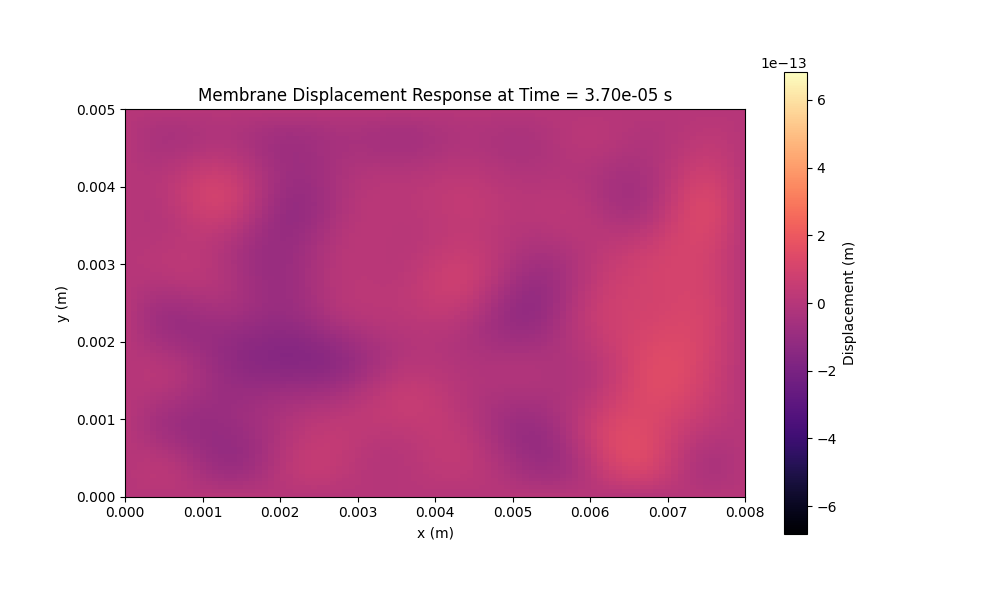 1e−13
Membrane Displacement Response at Time = 3.70e-05 s
0.005
0.004
0.003
0.002
0.001
0.000
y (m)
0.000 0.001 0.002 0.003 0.004 0.005 0.006 0.007 0.008
x (m)
6
4
2
0
−2
−4
−6
Displacement (m)